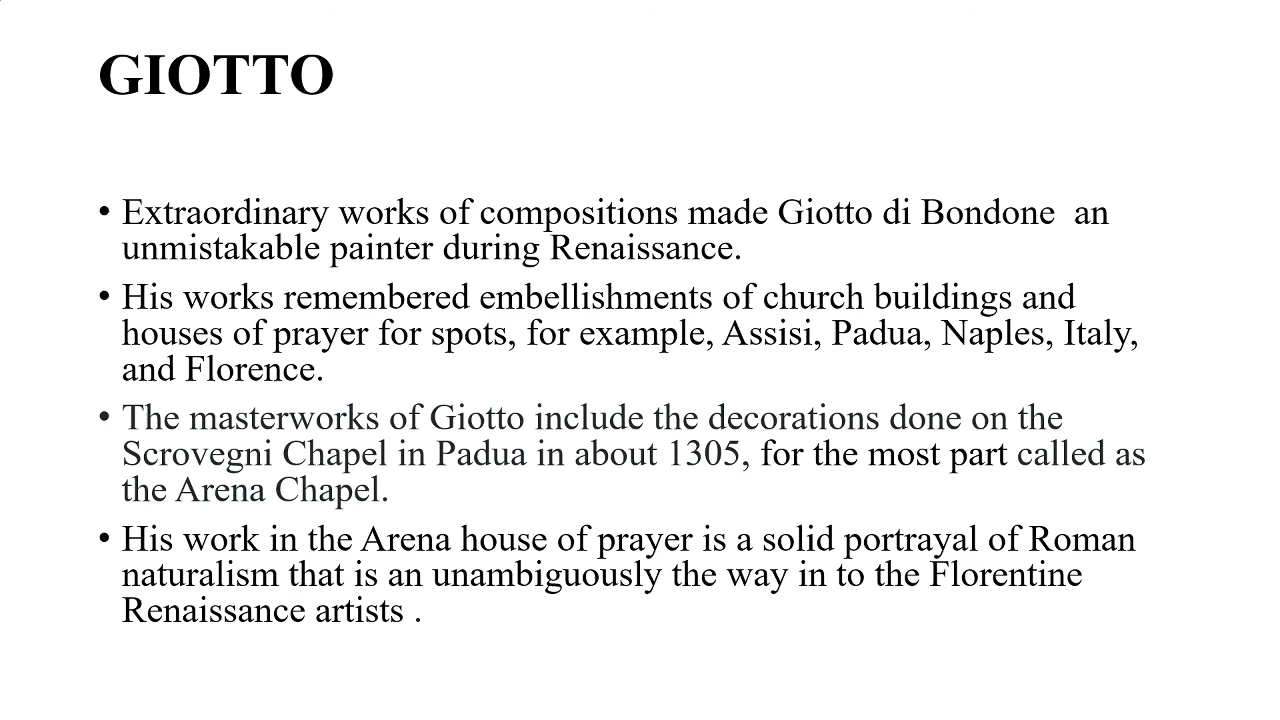 GIOTTO
• Extraordinary works of compositions made Giotto di Bondone  an
unmistakable painter during Renaissance.
• His works remembered embellishments of church buildings and
houses of prayer for spots, for example, Assisi, Padua, Naples, Italy,
and Florence.
• The masterworks of Giotto include the decorations done on the
Scrovegni Chapel in Padua in about 1305, for the most part called as
the Arena Chapel.
• His work in the Arena house of prayer is a solid portrayal of Roman
naturalism that is an unambiguously the way in to the Florentine
Renaissance artists .